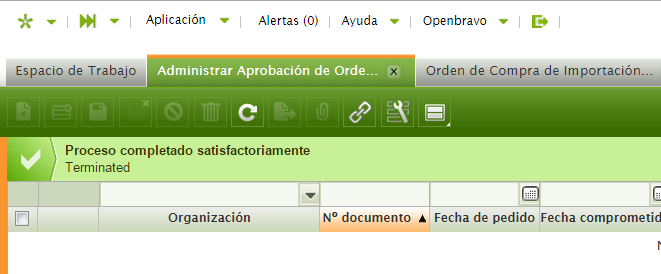 Aplicación Alertas (0) Ayuda Openbravo
Espacio de Trabajo Administrar Aprobación de Orde... x Orden de Compra de Importación...
Proceso completado satisfactoriamente
Terminated
Organización Nº documento Fecha de pedido Fecha comprometid